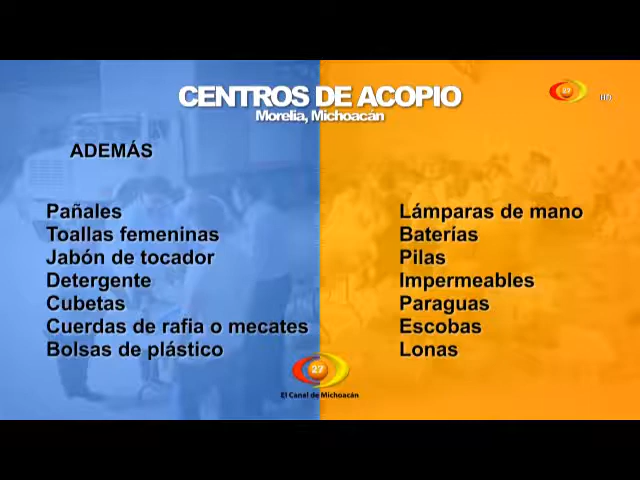 CENTROS DE ACOPIO
Morelia, Michoacán
27
ADEMÁS
Pañales
Toallas femeninas
Jabón de tocador
Detergente
Cubetas
Cuerdas de rafia o mecates
Bolsas de plástico
Lámparas de mano
Baterías
Pilas
Impermeables
Paraguas
Escobas
Lonas
27
El Canal de Michoacán